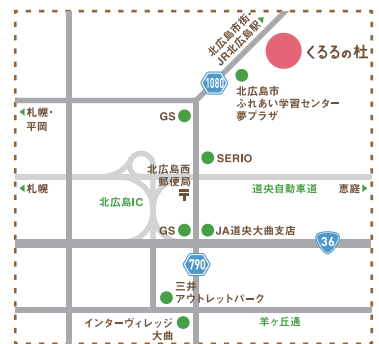 北広島市街・
JR北広島駅
くるるの杜
1080
北広島市
ふれあい学習センター
夢プラザ
札幌・
平岡
GS
SERIO
北広島西
郵便局
〒
札幌
北広島IC
道央自動車道
恵庭
GS
JA道央大曲支店
36
790
三井
アウトレットパーク
インターヴィレッジ
大曲
羊ヶ丘通